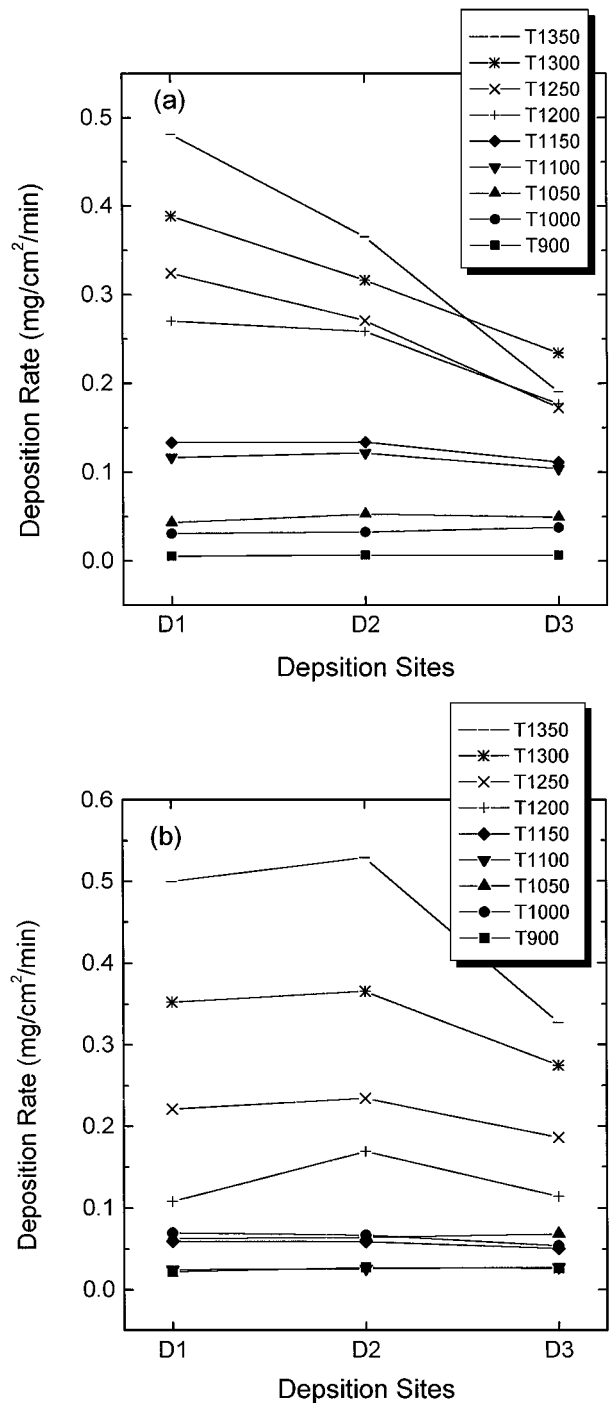 T1350
T1300
T1250
T1200
T1150
T1100
T1050
T1000
T900
(a)
0.5
0.4
0.3
0.2
0.1
0.0
Deposition Rate (mg/cm²/min)
D1 D2 D3
Depsition Sites
T1350
T1300
T1250
T1200
T1150
T1100
T1050
T1000
T900
(b)
0.6
0.5
0.4
0.3
0.2
0.1
0.0
Deposition Rate (mg/cm²/min)
D1 D2 D3
Depsition Sites